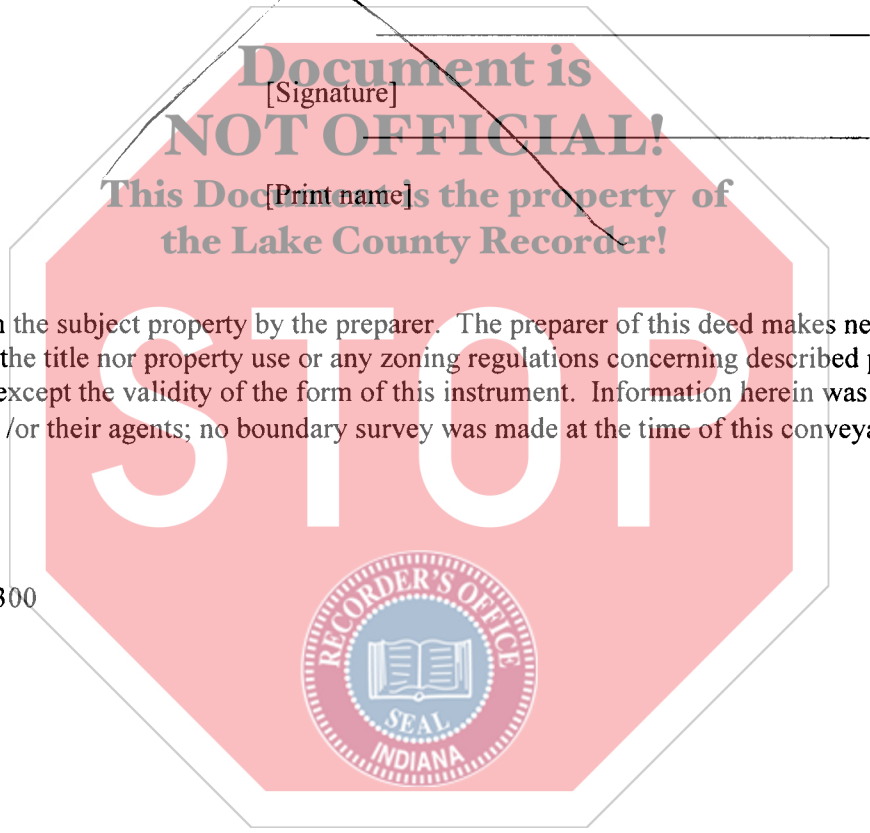 Document is
[Signature]
NOT OFFICIAL!
This Document is the property of
[Print name]
the Lake County Recorder!
the subject property by the preparer. The preparer of this deed makes ne
the title nor property use or any zoning regulations concerning described p
except the validity of the form of this instrument. Information herein was
/or their agents; no boundary survey was made at the time of this conveya
STOP
300
RECORDER'S OFFICE
SEAL
INDIANA